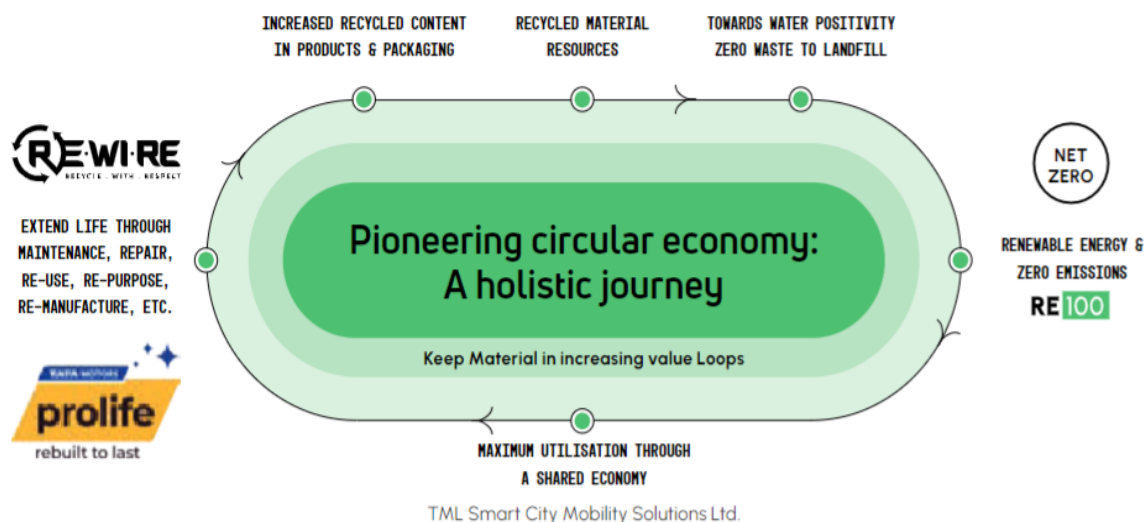 INCREASED RECYCLED CONTENT
IN PRODUCTS & PACKAGING
RECYCLED MATERIAL
RESOURCES
TOWARDS WATER POSITIVITY
ZERO WASTE TO LANDFILL
RE·WI·RE
RECYCLE . WITH . RESPECT
NET
ZERO
EXTEND LIFE THROUGH
MAINTENANCE, REPAIR,
RE-USE, RE-PURPOSE,
RE-MANUFACTURE, ETC.
Pioneering circular economy:
A holistic journey
RENEWABLE ENERGY &
ZERO EMISSIONS
RE100
Keep Material in increasing value Loops
MOTORS
prolife
rebuilt to last
MAXIMUM UTILISATION THROUGH
A SHARED ECONOMY
TML Smart City Mobility Solutions Ltd.